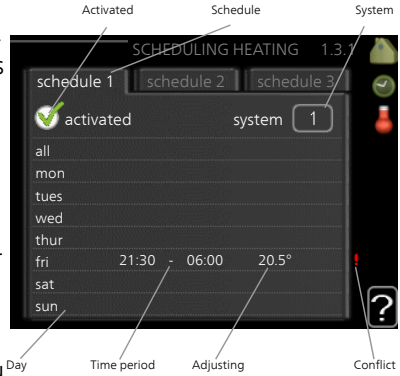 Activated Schedule System
SCHEDULING HEATING 1.3.1
schedule 1 schedule 2 schedule 3
activated system 1
all
mon
tues
wed
thur
fri 21:30 - 06:00 20.5° !
sat
sun
?
Day Time period Adjusting Conflict